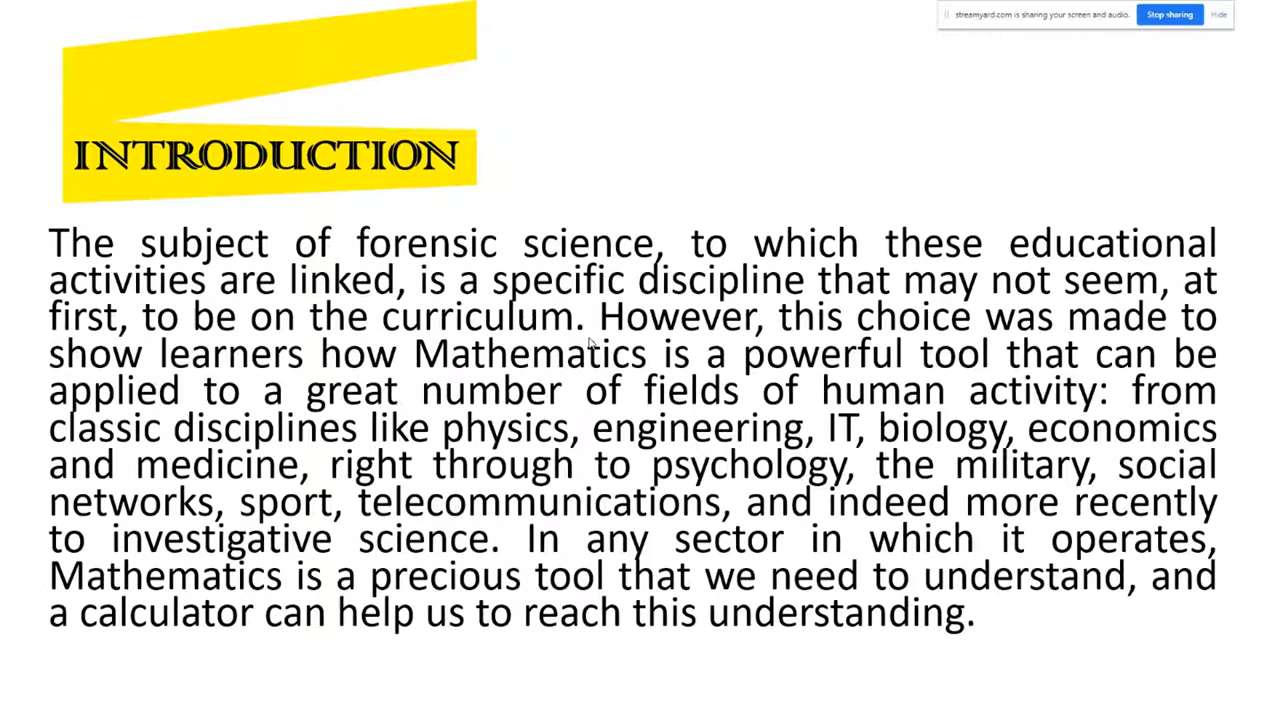 streamyard.com is sharing your screen and audio. Stop sharing Hide
INTRODUCTION
The subject of forensic science, to which these educational
activities are linked, is a specific discipline that may not seem, at
first, to be on the curriculum. However, this choice was made to
show learners how Mathematics is a powerful tool that can be
applied to a great number of fields of human activity: from
classic disciplines like physics, engineering, IT, biology, economics
and medicine, right through to psychology, the military, social
networks, sport, telecommunications, and indeed more recently
to investigative science. In any sector in which it operates,
Mathematics is a precious tool that we need to understand, and
a calculator can help us to reach this understanding.